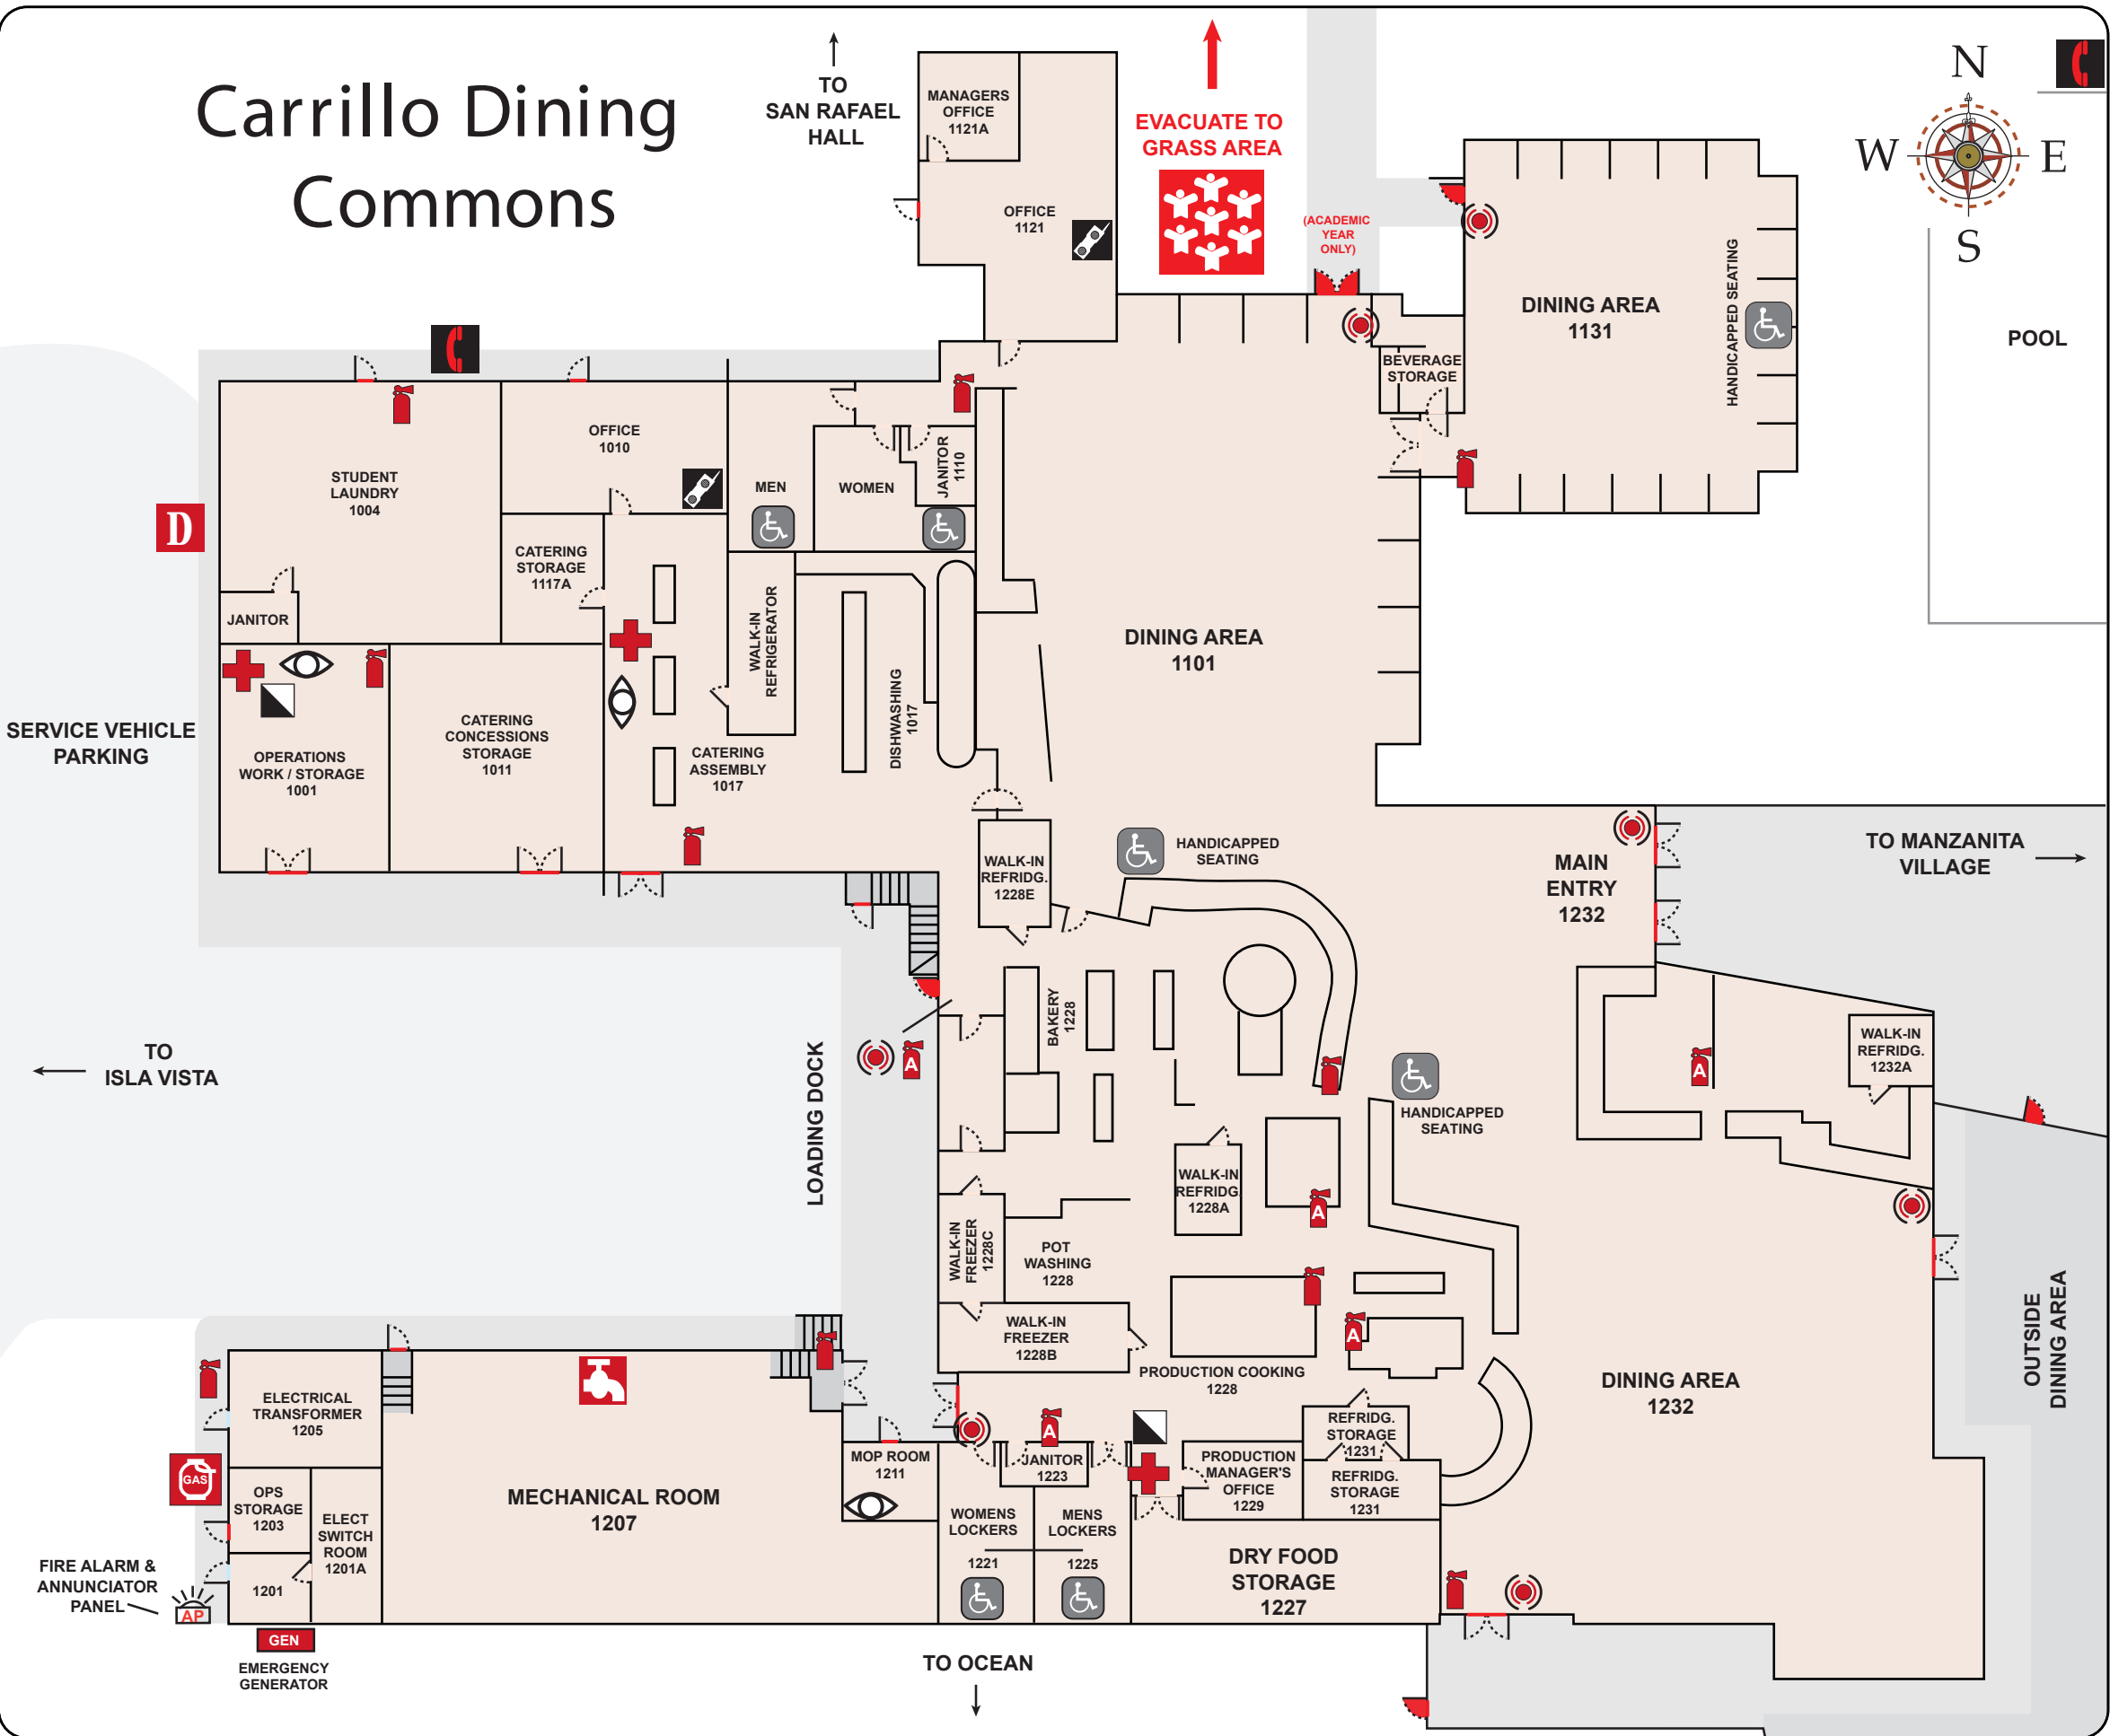 Carrillo Dining
Commons
TO
SAN RAFAEL
HALL
MANAGERS
OFFICE
1121A
OFFICE
1121
EVACUATE TO
GRASS AREA
(ACADEMIC
YEAR
ONLY)
N
W
E
S
POOL
DINING AREA
1131
HANDICAPPED SEATING
BEVERAGE
STORAGE
STUDENT
LAUNDRY
1004
OFFICE
1010
MEN
WOMEN
JANITOR
1110
D
CATERING
STORAGE
1117A
JANITOR
WALK-IN
REFRIGERATOR
DISHWASHING
1017
DINING AREA
1101
SERVICE VEHICLE
PARKING
OPERATIONS
WORK / STORAGE
1001
CATERING
CONCESSIONS
STORAGE
1011
CATERING
ASSEMBLY
1017
WALK-IN
REFRIDG.
1228E
HANDICAPPED
SEATING
MAIN
ENTRY
1232
TO MANZANITA
VILLAGE
TO
ISLA VISTA
LOADING DOCK
A
BAKERY
1228
A
WALK-IN
REFRIDG.
1232A
HANDICAPPED
SEATING
WALK-IN
REFRIDG.
1228A
A
WALK-IN
FREEZER
1228C
POT
WASHING
1228
WALK-IN
FREEZER
1228B
A
PRODUCTION COOKING
1228
DINING AREA
1232
OUTSIDE
DINING AREA
ELECTRICAL
TRANSFORMER
1205
GAS
OPS
STORAGE
1203
ELECT
SWITCH
ROOM
1201A
1201
MECHANICAL ROOM
1207
MOP ROOM
1211
A
JANITOR
1223
WOMENS
LOCKERS
1221
MENS
LOCKERS
1225
PRODUCTION
MANAGER'S
OFFICE
1229
REFRIDG.
STORAGE
1231
REFRIDG.
STORAGE
1231
DRY FOOD
STORAGE
1227
FIRE ALARM &
ANNUNCIATOR
PANEL
AP
GEN
EMERGENCY
GENERATOR
TO OCEAN